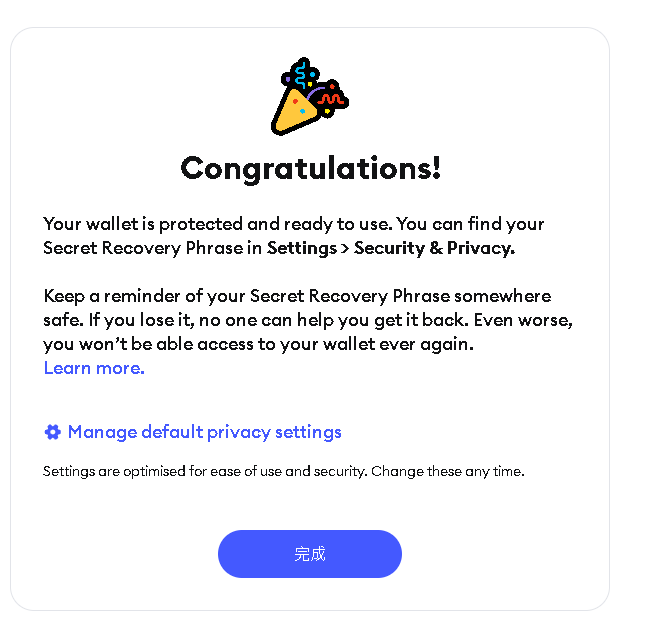 Congratulations!
Your wallet is protected and ready to use. You can find your
Secret Recovery Phrase in Settings > Security & Privacy.
Keep a reminder of your Secret Recovery Phrase somewhere
safe. If you lose it, no one can help you get it back. Even worse,
you won’t be able access to your wallet ever again.
Learn more.
Manage default privacy settings
Settings are optimised for ease of use and security. Change these any time.
完成